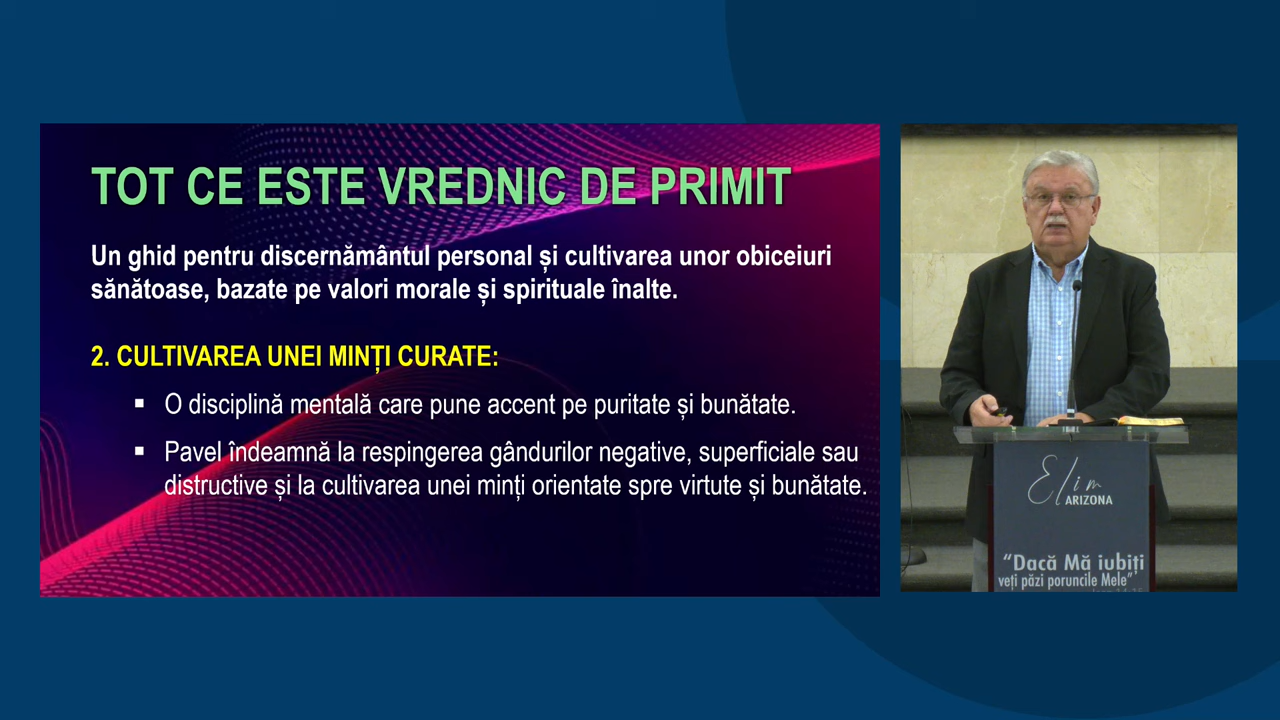 TOT CE ESTE VREDNIC DE PRIMIT
Un ghid pentru discernământul personal și cultivarea unor obiceiuri
sănătoase, bazate pe valori morale și spirituale înalte.
2. CULTIVAREA UNEI MINȚI CURATE:
▪ O disciplină mentală care pune accent pe puritate și bunătate.
▪ Pavel îndeamnă la respingerea gândurilor negative, superficiale sau
distructive și la cultivarea unei minți orientate spre virtute și bunătate.
Elim
ARIZONA
“Dacă Mă iubiți
veți păzi poruncile Mele”